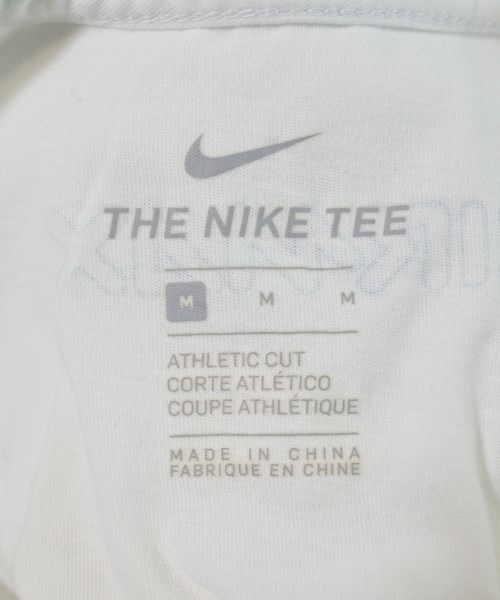 THE NIKE TEE
M M M
ATHLETIC CUT
CORTE ATLÉTICO
COUPE ATHLÉTIQUE
MADE IN CHINA
FABRIQUE EN CHINE